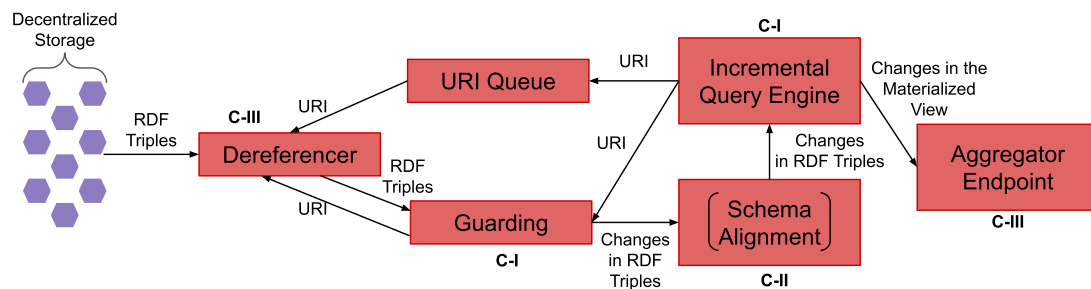 Decentralized
Storage
RDF
Triples
C-III
Dereferencer
URI
URI Queue
URI
RDF
Triples
URI
Guarding
C-I
URI
C-I
Incremental
Query Engine
Changes
in RDF Triples
Changes
in RDF
Triples
Schema
Alignment
C-II
Changes in the
Materialized
View
Aggregator
Endpoint
C-III